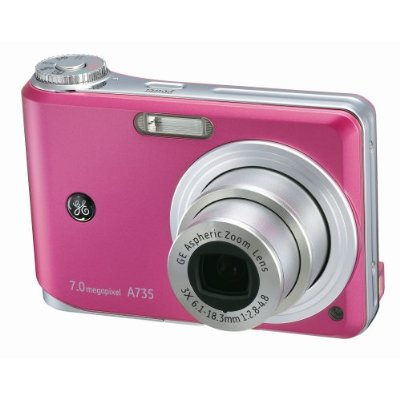 GE
7.0 megapixel A735
GE Aspheric Zoom Lens
3X 6.1-18.3mm 1:2.8-4.8